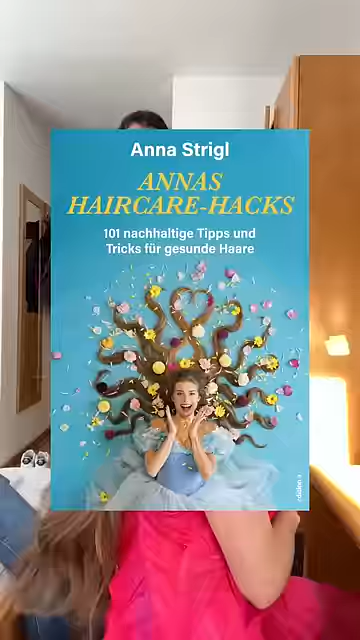 Anna Strigl
ANNAS
HAIRCARE-HACKS
101 nachhaltige Tipps und
Tricks für gesunde Haare